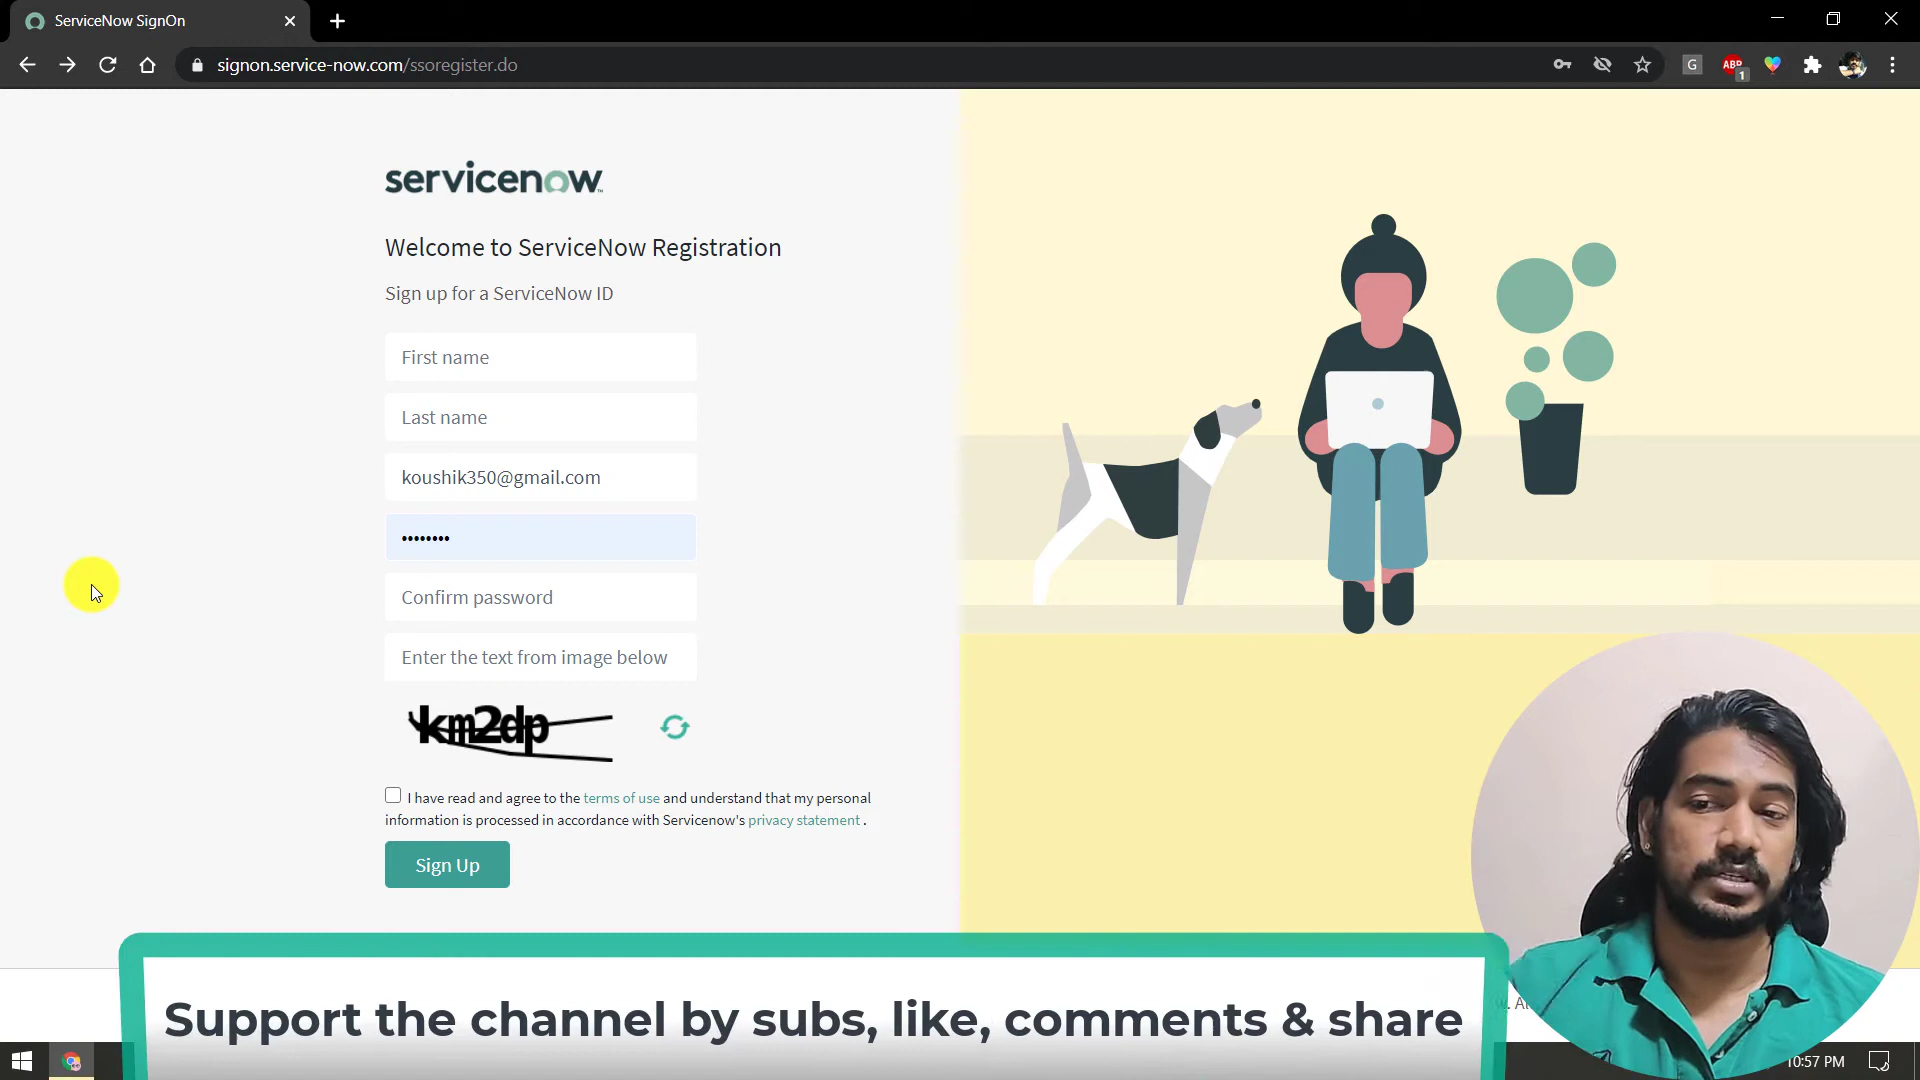 ServiceNow SignOn
signon.service-now.com/ssoregister.do
G
ABP
1
servicenow
Welcome to ServiceNow Registration
Sign up for a ServiceNow ID
First name
Last name
koushik350@gmail.com
••••••••
Confirm password
Enter the text from image below
km2dp
I have read and agree to the terms of use and understand that my personal
information is processed in accordance with Servicenow's privacy statement .
Sign Up
Support the channel by subs, like, comments & share
10:57 PM